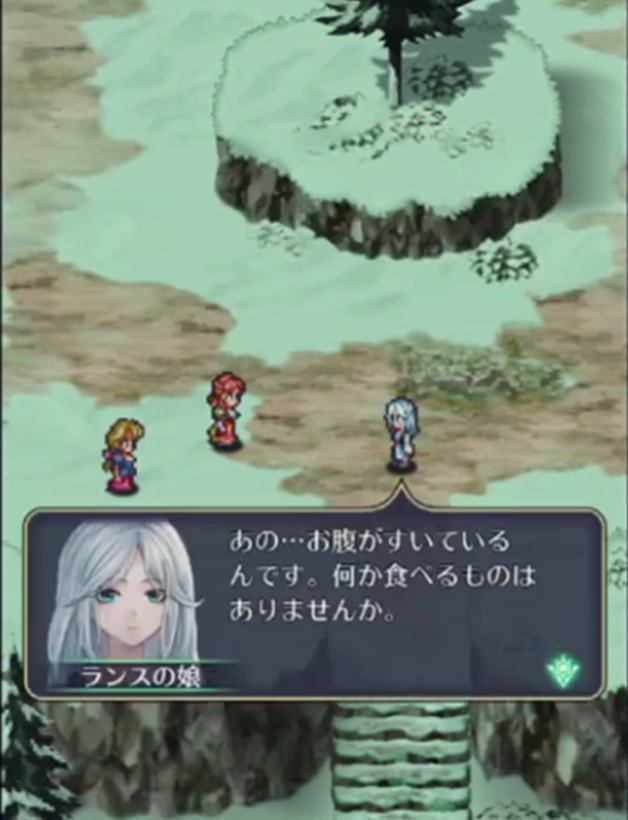 あの…お腹がすいている
んです。何か食べるものは
ありませんか。
ランスの娘